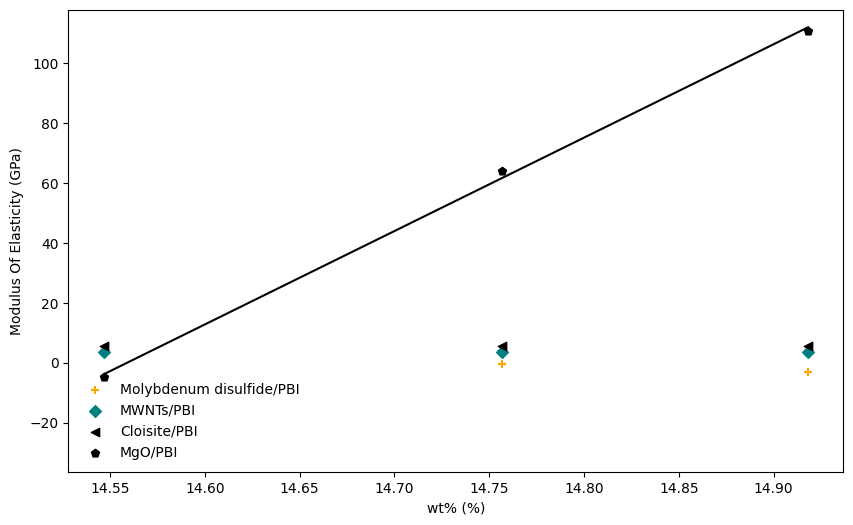 100
80
60
40
20
0
−20
Modulus Of Elasticity (GPa)
Molybdenum disulfide/PBI
MWNTs/PBI
Cloisite/PBI
MgO/PBI
14.55 14.60 14.65 14.70 14.75 14.80 14.85 14.90
wt% (%)